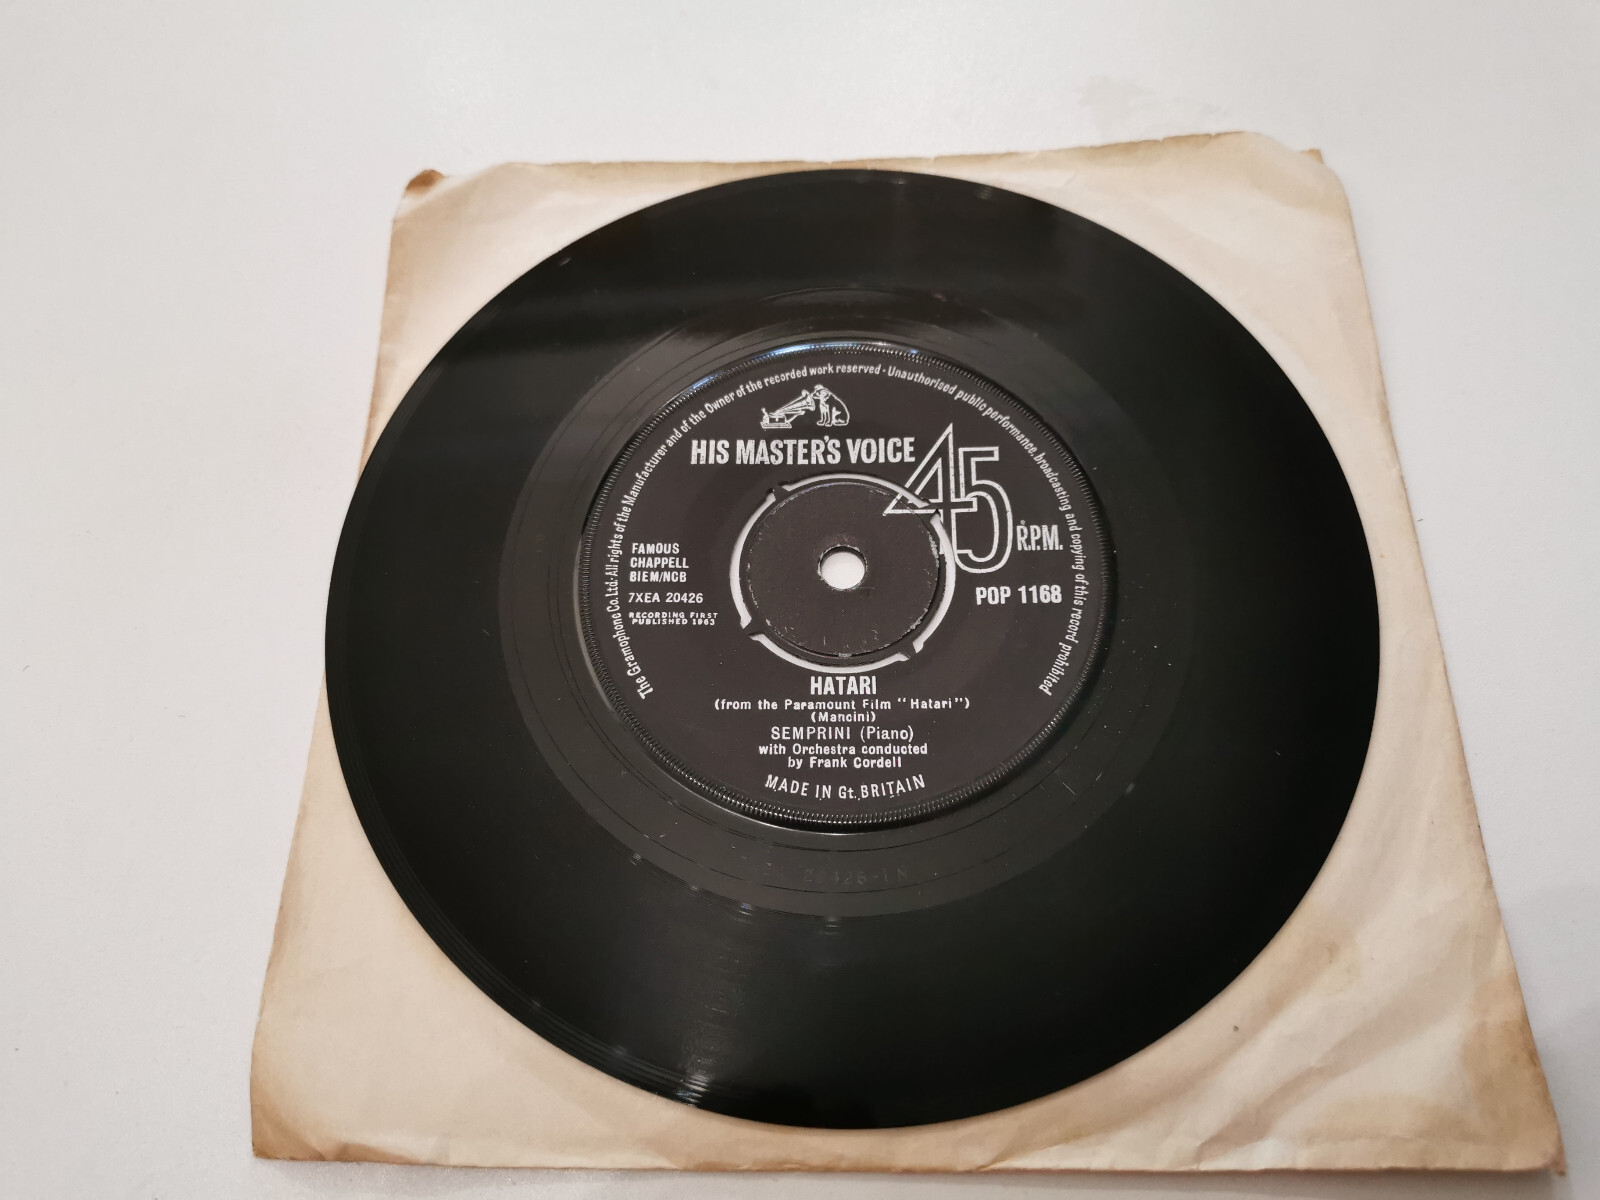 The Gramophone Co. Ltd. · All rights of the Manufacturer and of the Owner of the recorded work reserved · Unauthorised public performance, broadcasting and copying of this record prohibited
HIS MASTER'S VOICE
45 R.P.M.
FAMOUS
CHAPPELL
BIEM/NCB
7XEA 20426
RECORDING FIRST
PUBLISHED 1963
POP 1168
HATARI
(from the Paramount Film "Hatari")
(Mancini)
SEMPRINI (Piano)
with Orchestra conducted
by Frank Cordell
MADE IN Gt. BRITAIN